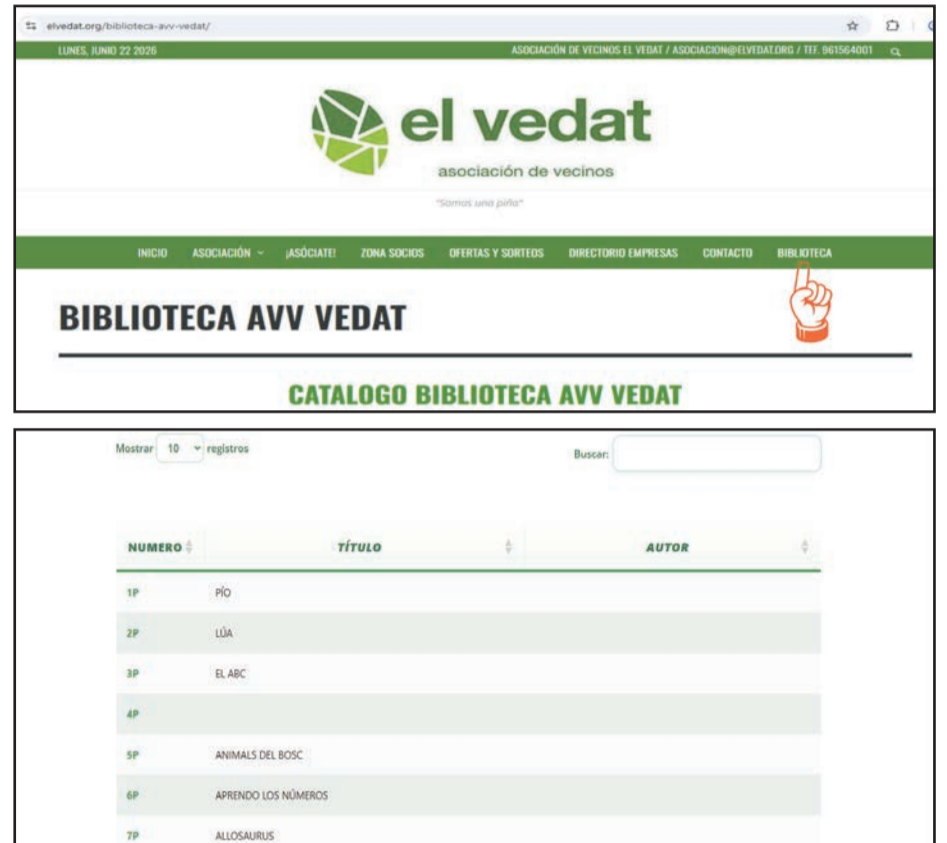 elvedat.org/biblioteca-avv-vedat/
LUNES, JUNIO 22 2026
ASOCIACIÓN DE VECINOS EL VEDAT / ASOCIACION@ELVEDAT.ORG / TEF. 961564001
el vedat
asociación de vecinos
"Somos una piña"
INICIO ASOCIACIÓN ¡ASÓCIATE! ZONA SOCIOS OFERTAS Y SORTEOS DIRECTORIO EMPRESAS CONTACTO BIBLIOTECA
BIBLIOTECA AVV VEDAT
CATALOGO BIBLIOTECA AVV VEDAT
Mostrar 10 registros
Buscar:
NUMERO TÍTULO AUTOR
1P PÍO
2P LÚA
3P EL ABC
4P
5P ANIMALS DEL BOSC
6P APRENDO LOS NÚMEROS
7P ALLOSAURUS